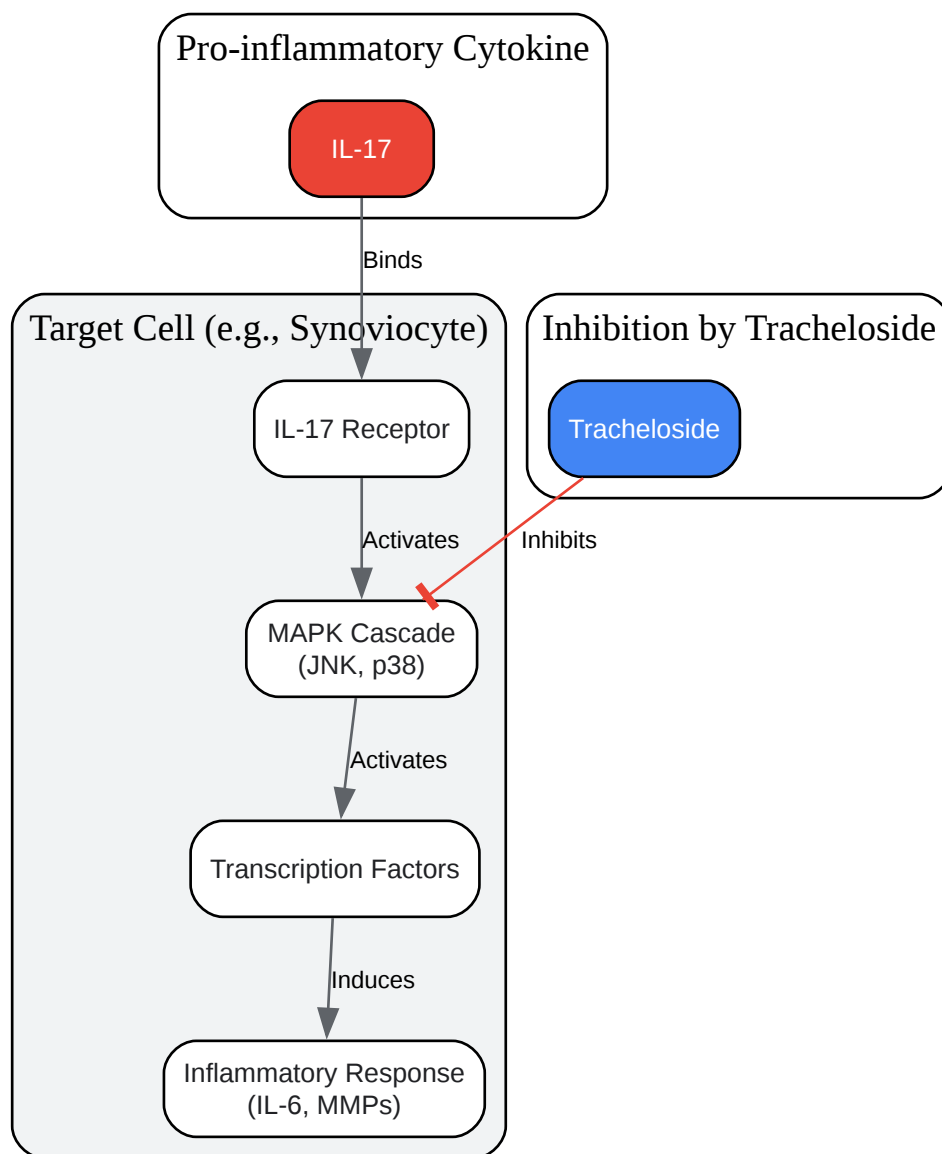 Pro-inflammatory Cytokine
IL-17
Binds
Target Cell (e.g., Synoviocyte)
Inhibition by Tracheloside
IL-17 Receptor
Tracheloside
Activates
Inhibits
MAPK Cascade
(JNK, p38)
Activates
Transcription Factors
Induces
Inflammatory Response
(IL-6, MMPs)